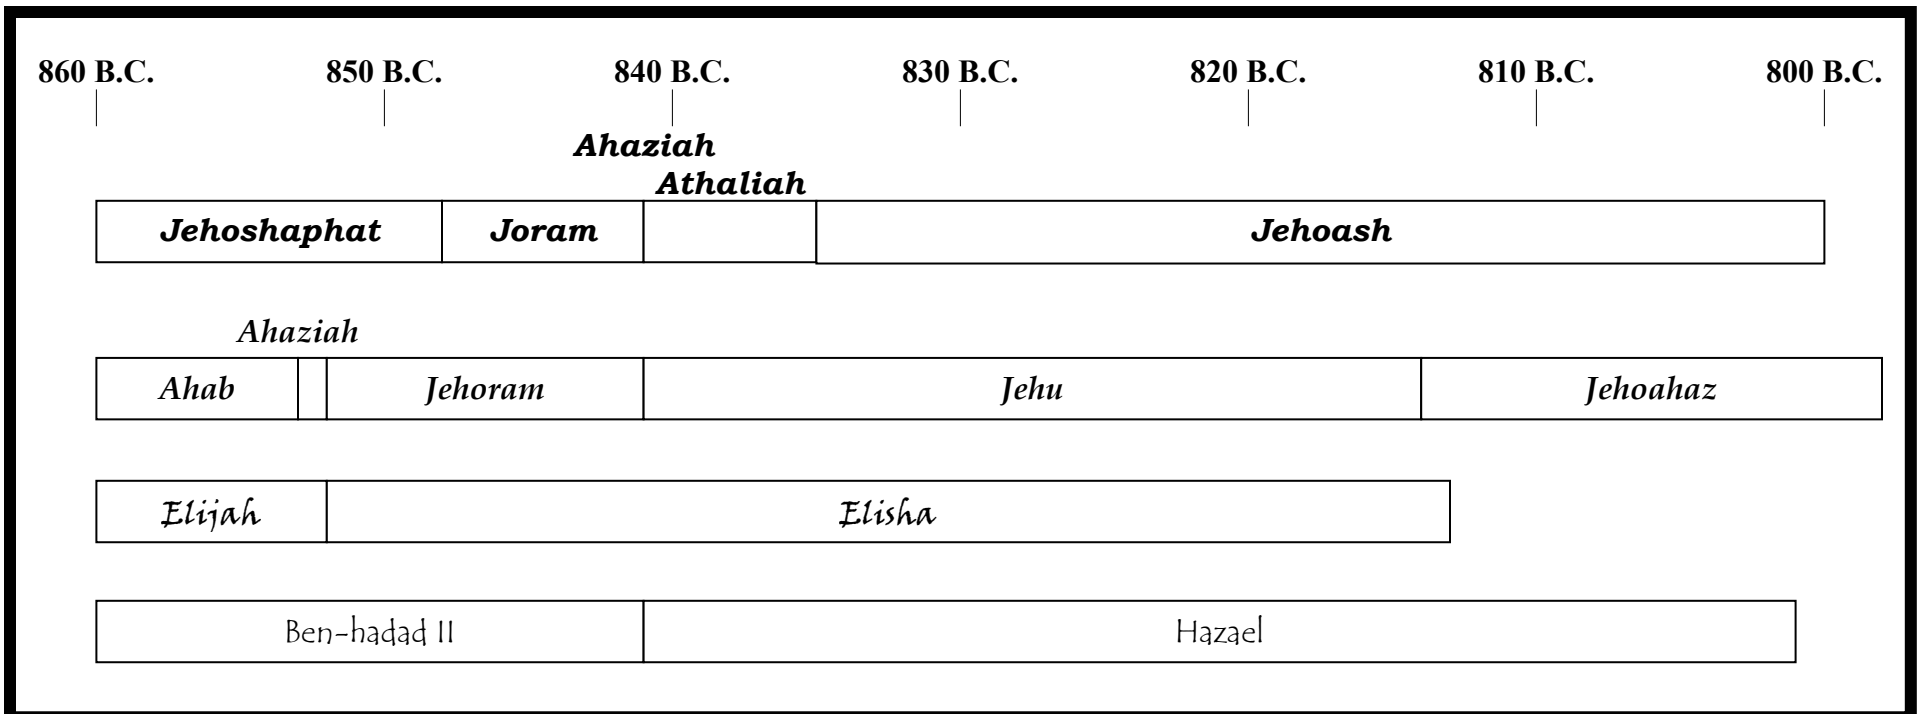 860 B.C. 850 B.C. 840 B.C. 830 B.C. 820 B.C. 810 B.C. 800 B.C.
Ahaziah
Athaliah
Jehoshaphat Joram Jehoash
Ahaziah
Ahab Jehoram Jehu Jehoahaz
Elijah Elisha
Ben-hadad II Hazael